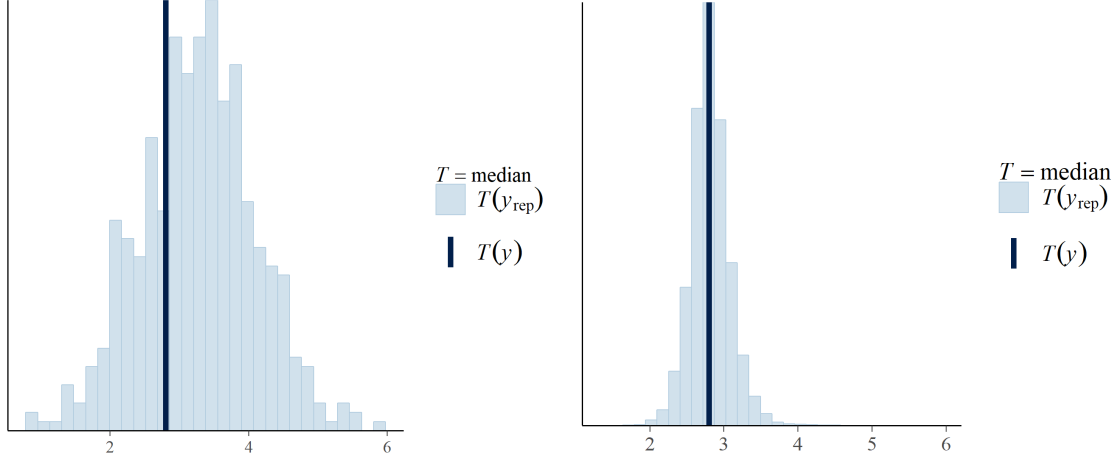 T = median
T(yrep)
T(y)
2 4 6
T = median
T(yrep)
T(y)
2 3 4 5 6